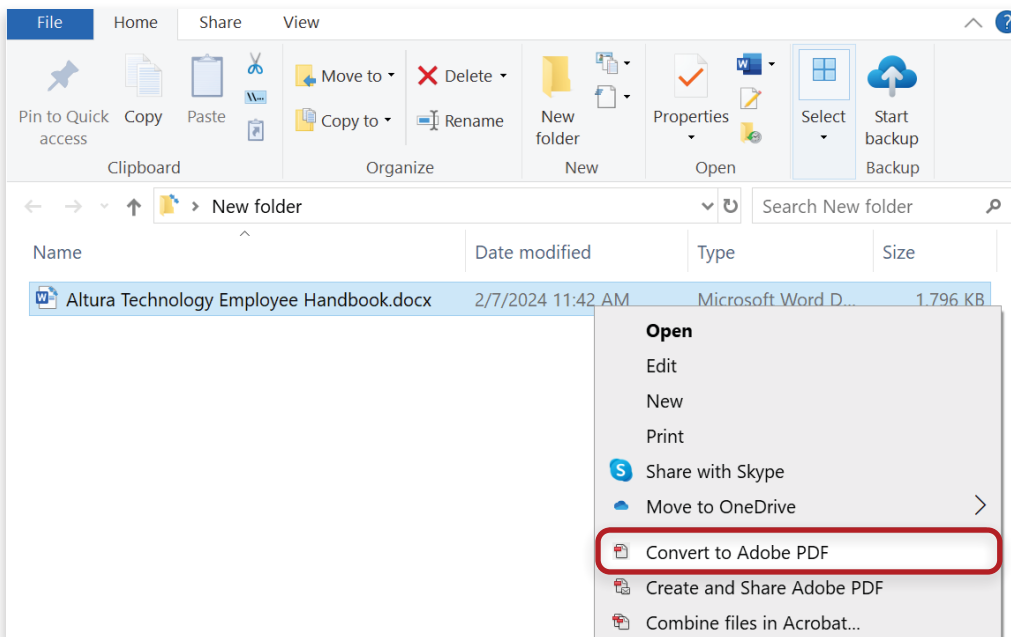 File Home Share View
?
Pin to Quick access
Copy
Paste
Clipboard
Move to
Copy to
Delete
Rename
Organize
New folder
New
Properties
Open
Select
Start backup
Backup
New folder
Search New folder
Name Date modified Type Size
Altura Technology Employee Handbook.docx 2/7/2024 11:42 AM Microsoft Word D... 1,796 KB
Open
Edit
New
Print
Share with Skype
Move to OneDrive
Convert to Adobe PDF
Create and Share Adobe PDF
Combine files in Acrobat...